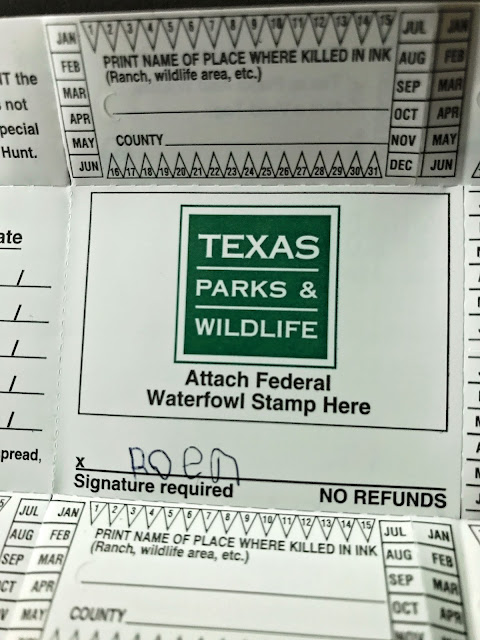 JAN 1 2 3 4 5 6 7 8 9 10 11 12 13 14 15 JUL JAN
FEB PRINT NAME OF PLACE WHERE KILLED IN INK AUG FEB
(Ranch, wildlife area, etc.)
MAR SEP MAR
APR OCT APR
MAY COUNTY NOV MAY
JUN 16 17 18 19 20 21 22 23 24 25 26 27 28 29 30 31 DEC JUN
T the
not
pecial
Hunt.
TEXAS
PARKS &
WILDLIFE
Attach Federal
Waterfowl Stamp Here
ate
/
/
/
/
/
pread,
x Roen
Signature required NO REFUNDS
JUL JAN 1 2 3 4 5 6 7 8 9 10 11 12 13 14 15 JUL JAN
AUG FEB PRINT NAME OF PLACE WHERE KILLED IN INK AUG FEB
(Ranch, wildlife area, etc.)
SEP MAR SEP MAR
CT APR OCT APR
V MAY COUNTY